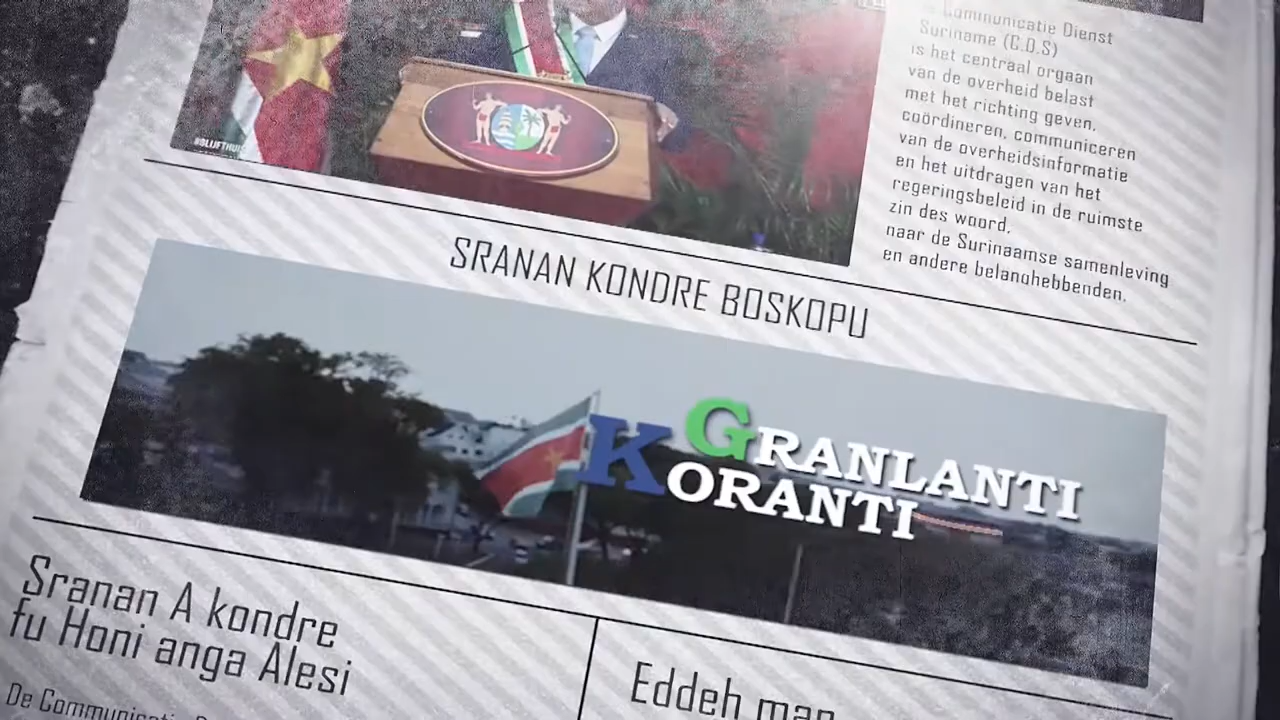 Communicatie Dienst
Suriname (C.D.S)
is het centraal orgaan
van de overheid belast
met het richting geven,
coördineren, communiceren
van de overheidsinformatie
en het uitdragen van het
regeringsbeleid in de ruimste
zin des woord,
naar de Surinaamse samenleving
en andere belanghebbenden.
SRANAN KONDRE BOSKOPU
GRANLANTI
KORANTI
Sranan A kondre
fu Honi anga Alesi
De
Eddeh man